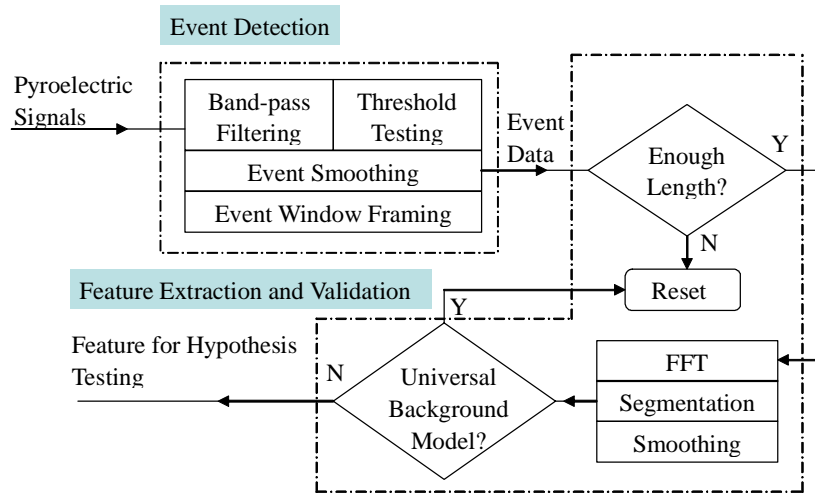 Event Detection
Pyroelectric
Signals
Band-pass
Filtering
Threshold
Testing
Event Smoothing
Event Window Framing
Event
Data
Enough
Length?
Y
N
Reset
Feature Extraction and Validation
Y
Feature for Hypothesis
Testing
N
Universal
Background
Model?
FFT
Segmentation
Smoothing